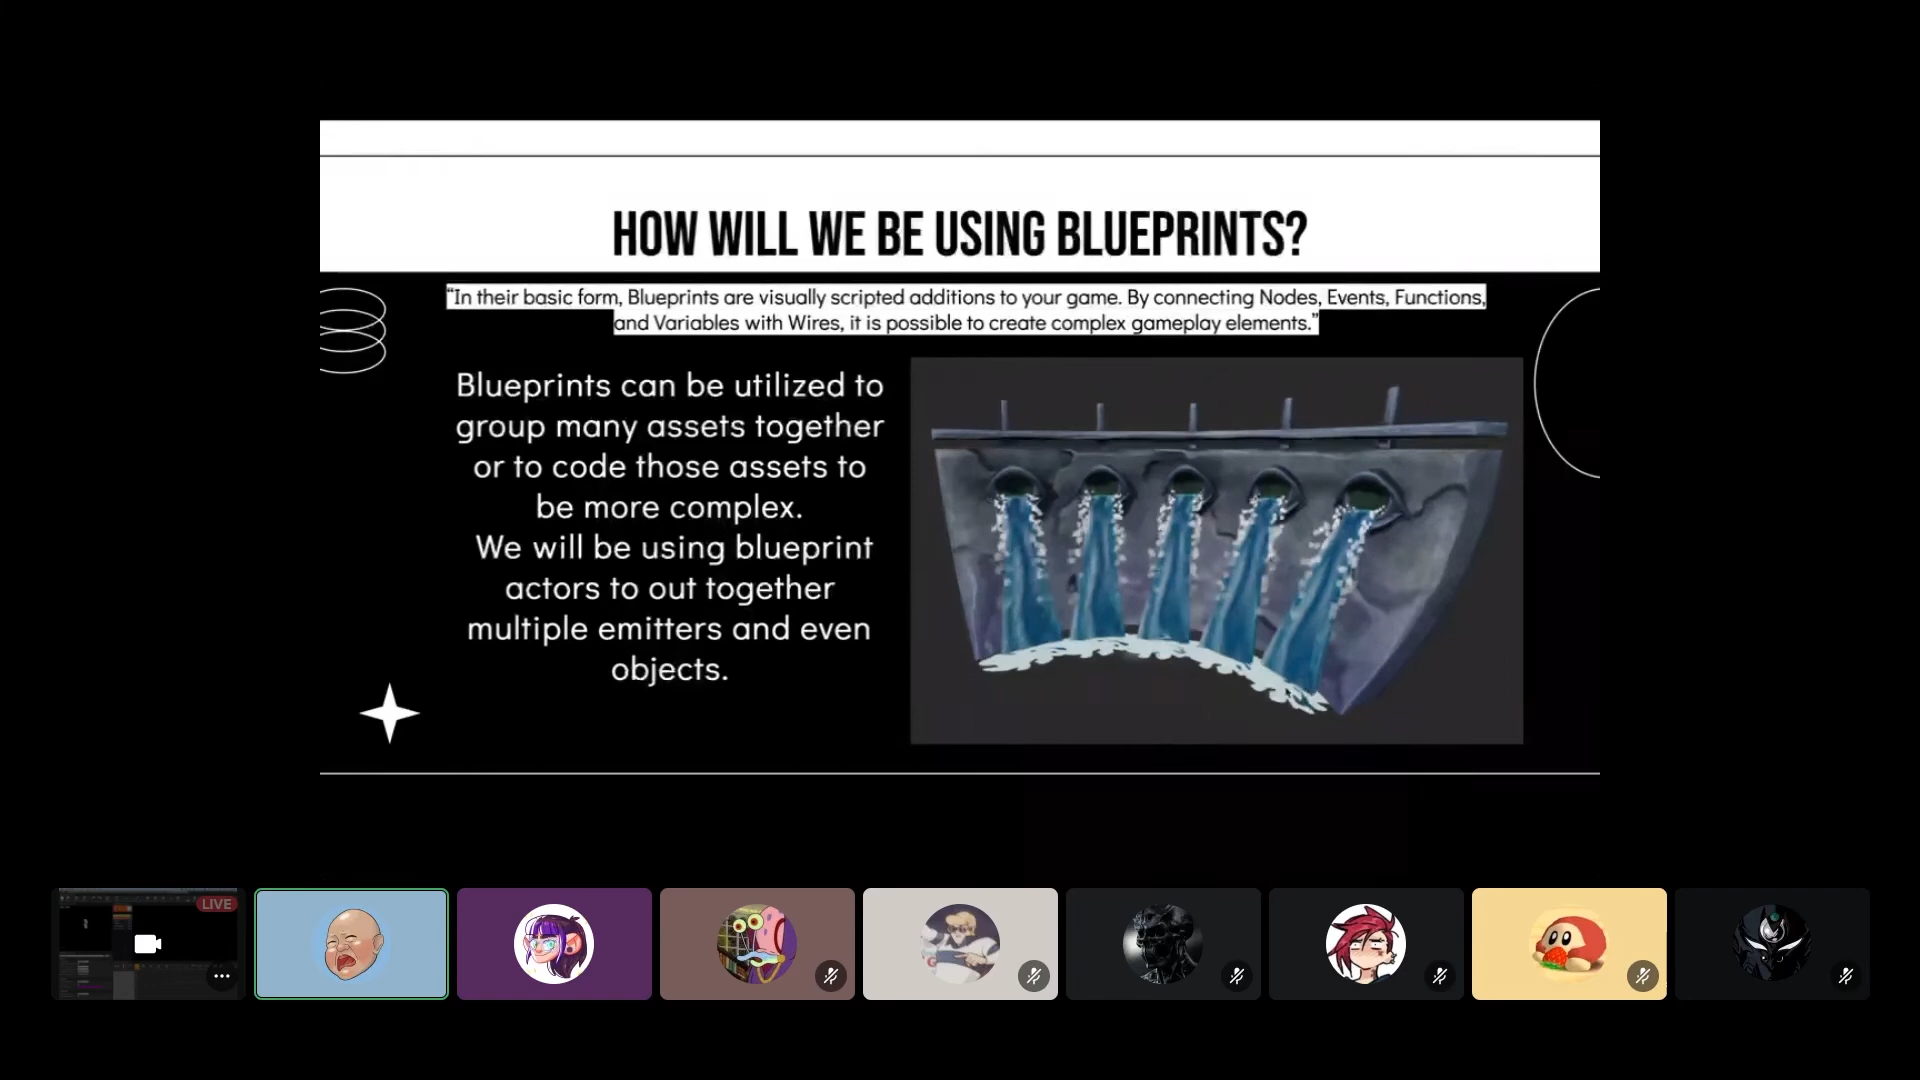 HOW WILL WE BE USING BLUEPRINTS?
“In their basic form, Blueprints are visually scripted additions to your game. By connecting Nodes, Events, Functions,
and Variables with Wires, it is possible to create complex gameplay elements.”
Blueprints can be utilized to
group many assets together
or to code those assets to
be more complex.
We will be using blueprint
actors to out together
multiple emitters and even
objects.
LIVE